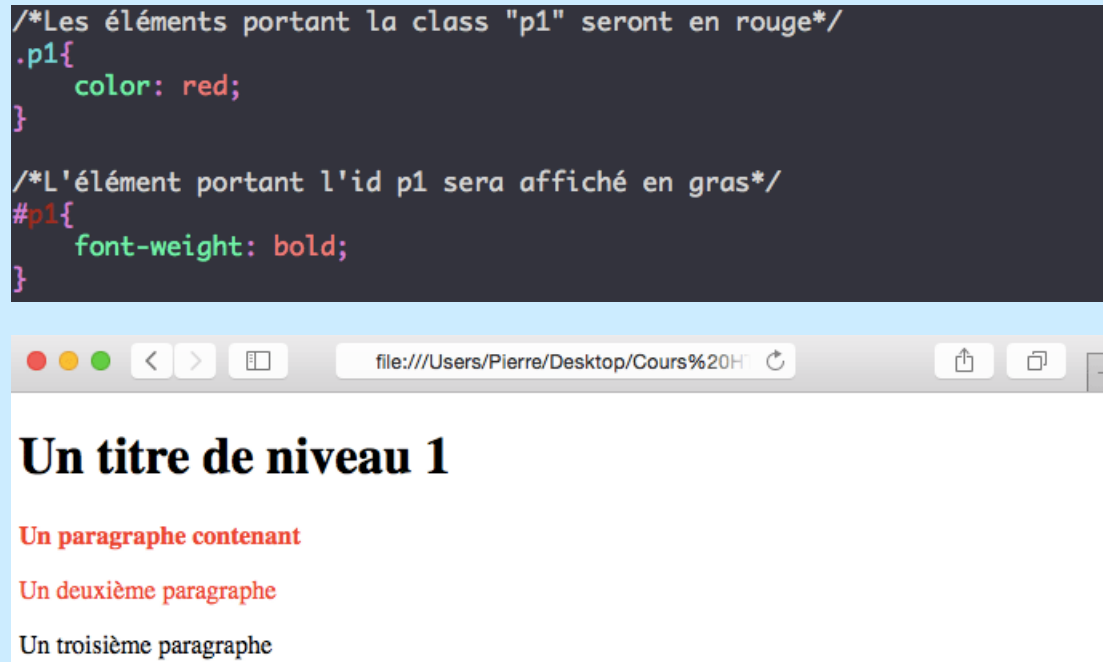 /*Les éléments portant la class "p1" seront en rouge*/
.p1{
    color: red;
}
/*L'élément portant l'id p1 sera affiché en gras*/
#p1{
    font-weight: bold;
}
file:///Users/Pierre/Desktop/Cours%20H
Un titre de niveau 1
Un paragraphe contenant
Un deuxième paragraphe
Un troisième paragraphe